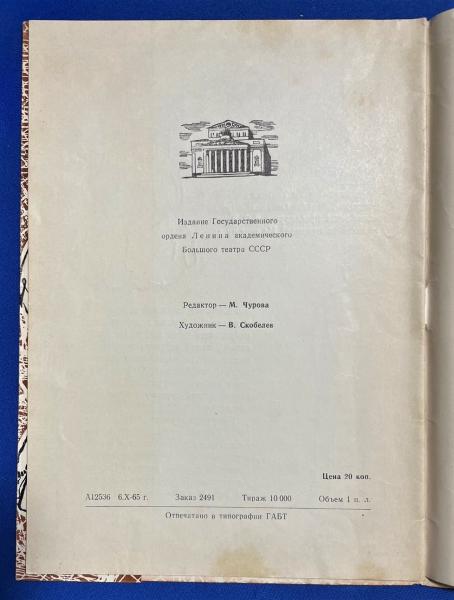 Издание Государственного
ордена Ленина академического
Большого театра СССР
Редактор — М. Чурова
Художник — В. Скобелев
Цена 20 коп.
А12536 6.X-65 г. Заказ 2491 Тираж 10 000 Объем 1 п. л.
Отпечатано в типографии ГАБТ